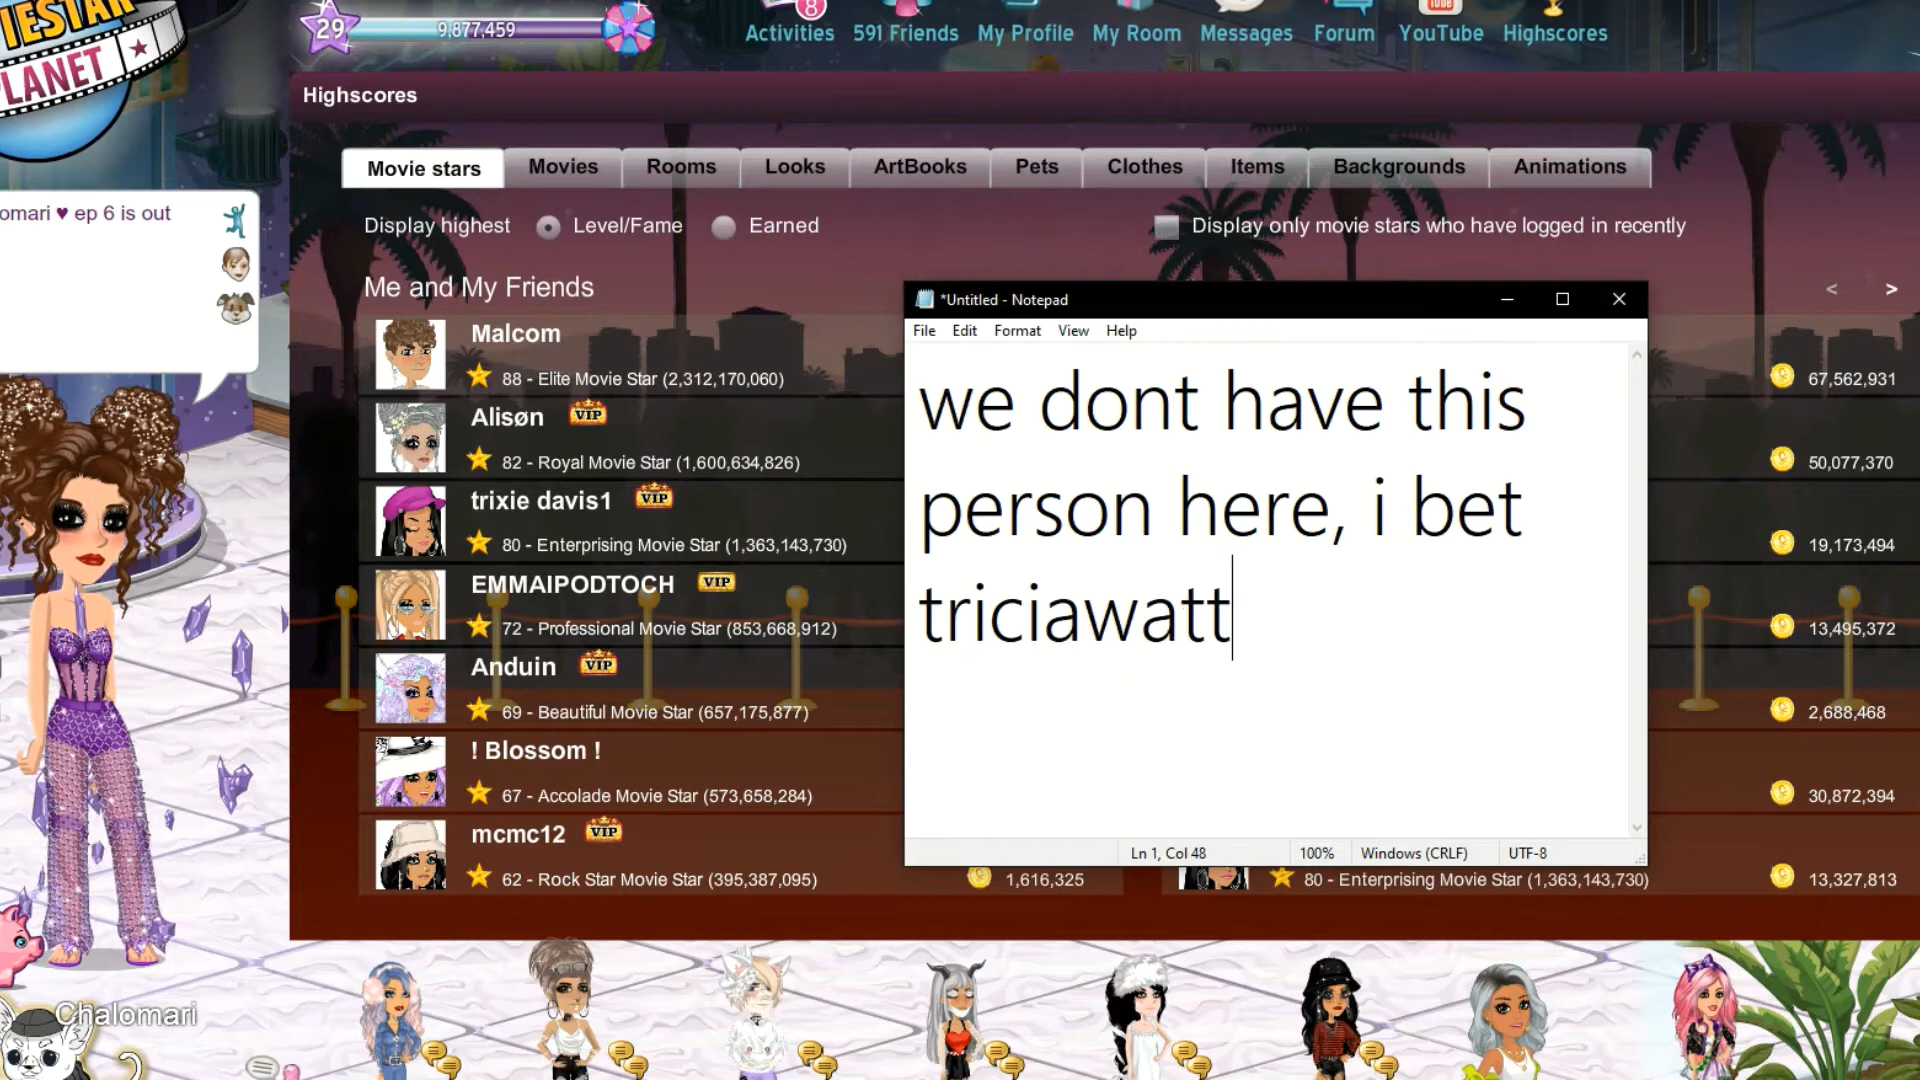 29
9,877,459
8
Activities
591 Friends
My Profile
My Room
Messages
Forum
YouTube
Highscores
PLANET
Highscores
Movie stars
Movies
Rooms
Looks
ArtBooks
Pets
Clothes
Items
Backgrounds
Animations
omari ♥ ep 6 is out
Display highest
Level/Fame
Earned
Display only movie stars who have logged in recently
Me and My Friends
<
>
Malcom
88 - Elite Movie Star (2,312,170,060)
67,562,931
Alisøn
VIP
82 - Royal Movie Star (1,600,634,826)
50,077,370
trixie davis1
VIP
80 - Enterprising Movie Star (1,363,143,730)
19,173,494
EMMAIPODTOCH
VIP
72 - Professional Movie Star (853,668,912)
13,495,372
Anduin
VIP
69 - Beautiful Movie Star (657,175,877)
2,688,468
! Blossom !
67 - Accolade Movie Star (573,658,284)
30,872,394
mcmc12
VIP
62 - Rock Star Movie Star (395,387,095)
1,616,325
80 - Enterprising Movie Star (1,363,143,730)
13,327,813
*Untitled - Notepad
File Edit Format View Help
we dont have this
person here, i bet
triciawatt
Ln 1, Col 48
100%
Windows (CRLF)
UTF-8
Chalomari